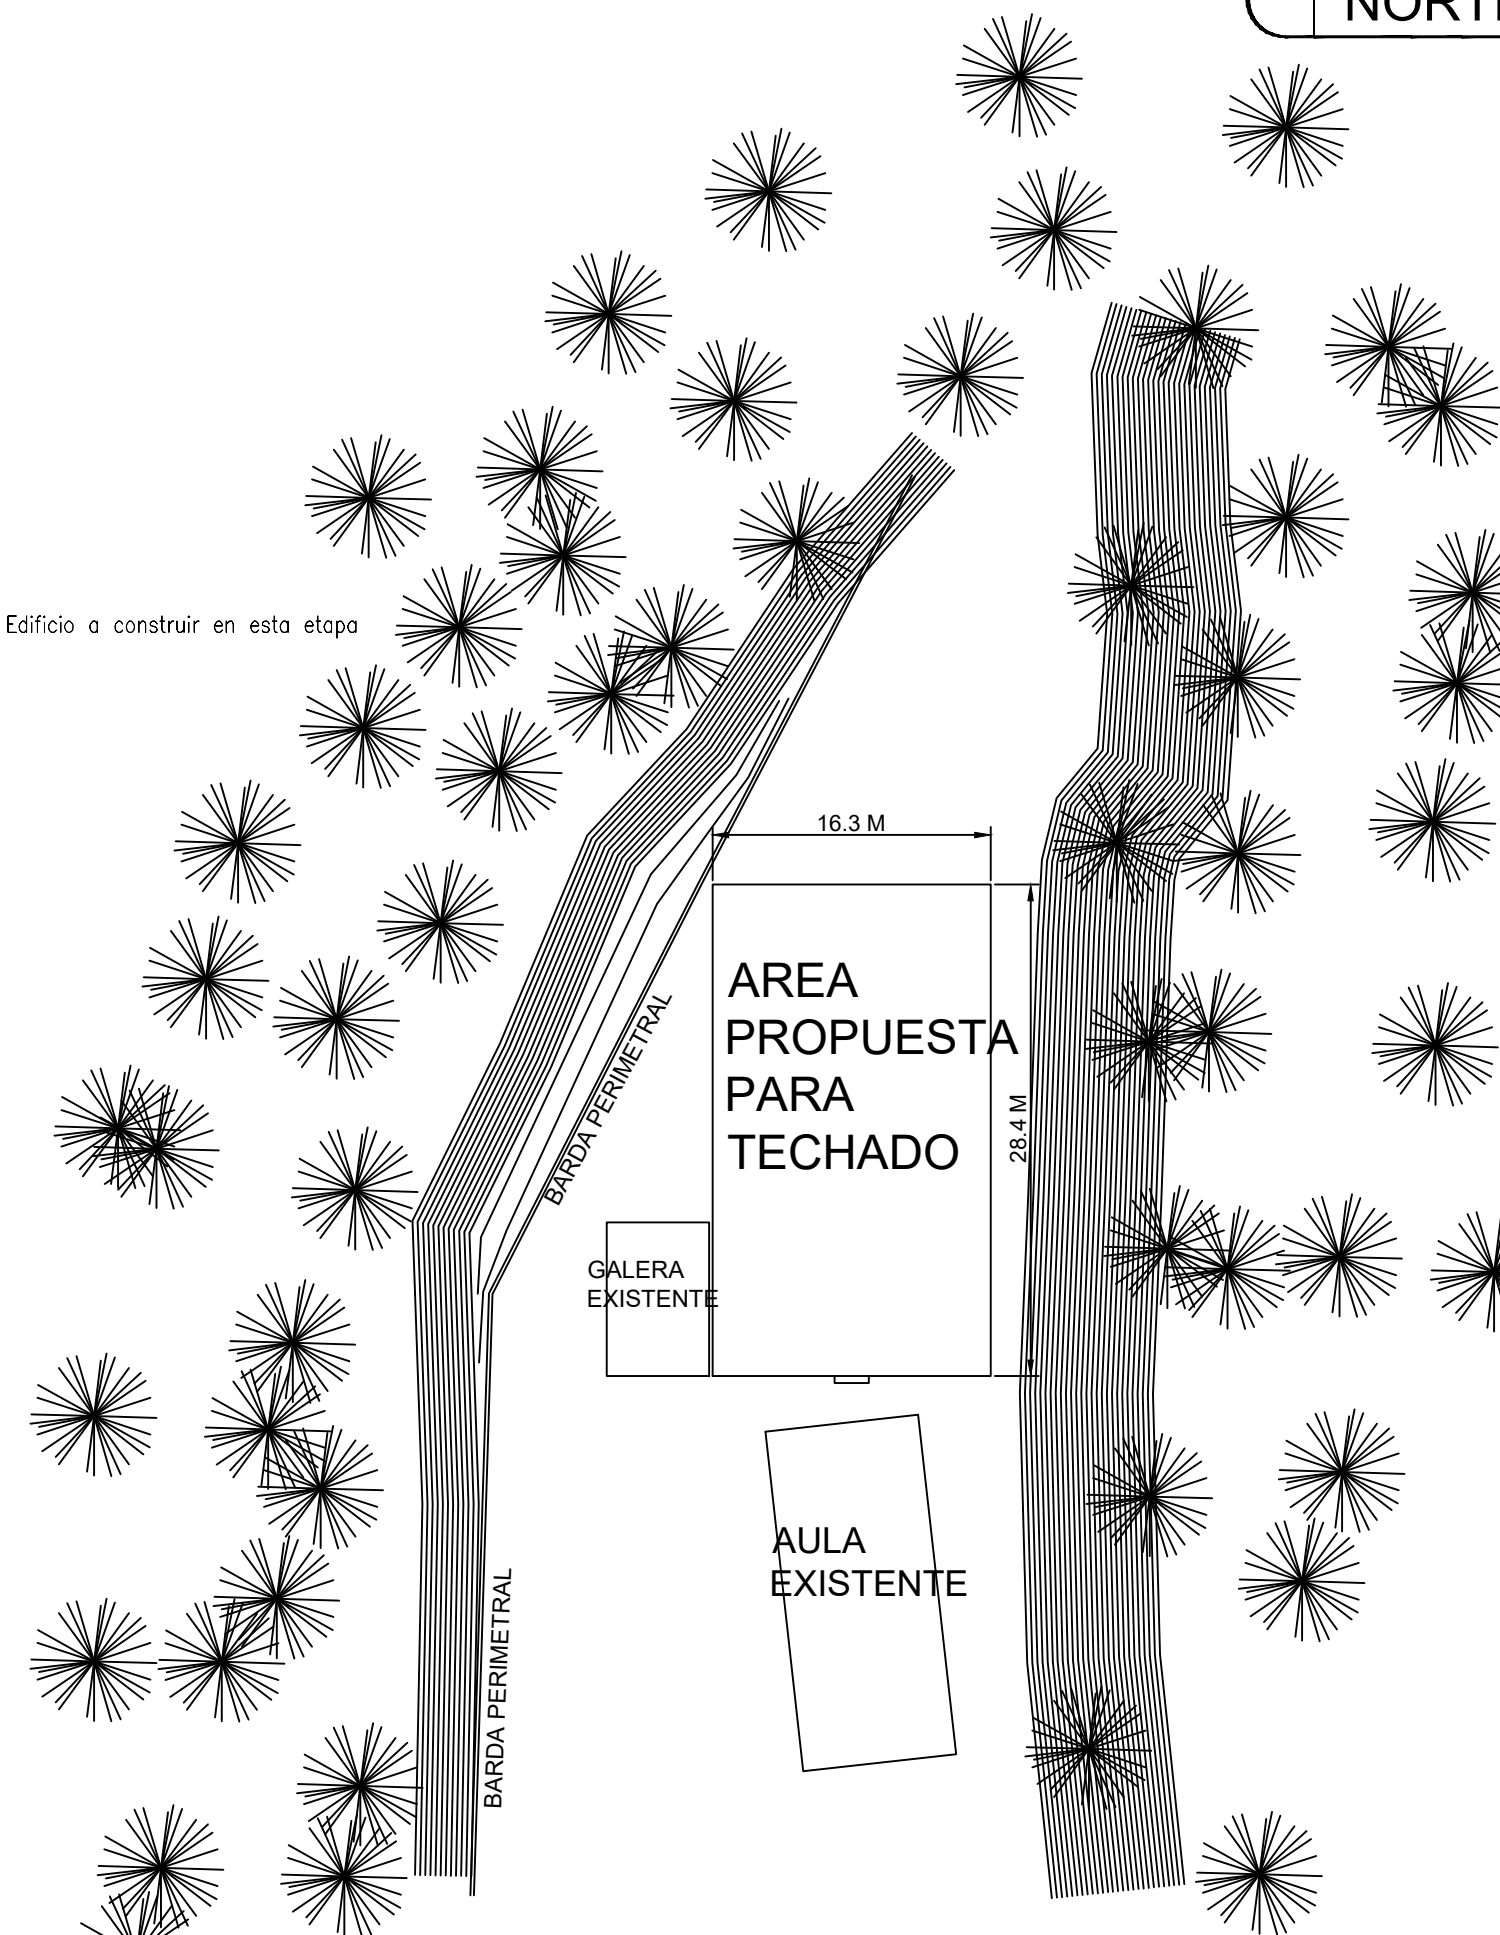 Edificio a construir en esta etapa
16.3 M
AREA
PROPUESTA
PARA
TECHADO
28.4 M
BARDA PERIMETRAL
GALERA
EXISTENTE
AULA
EXISTENTE
BARDA PERIMETRAL